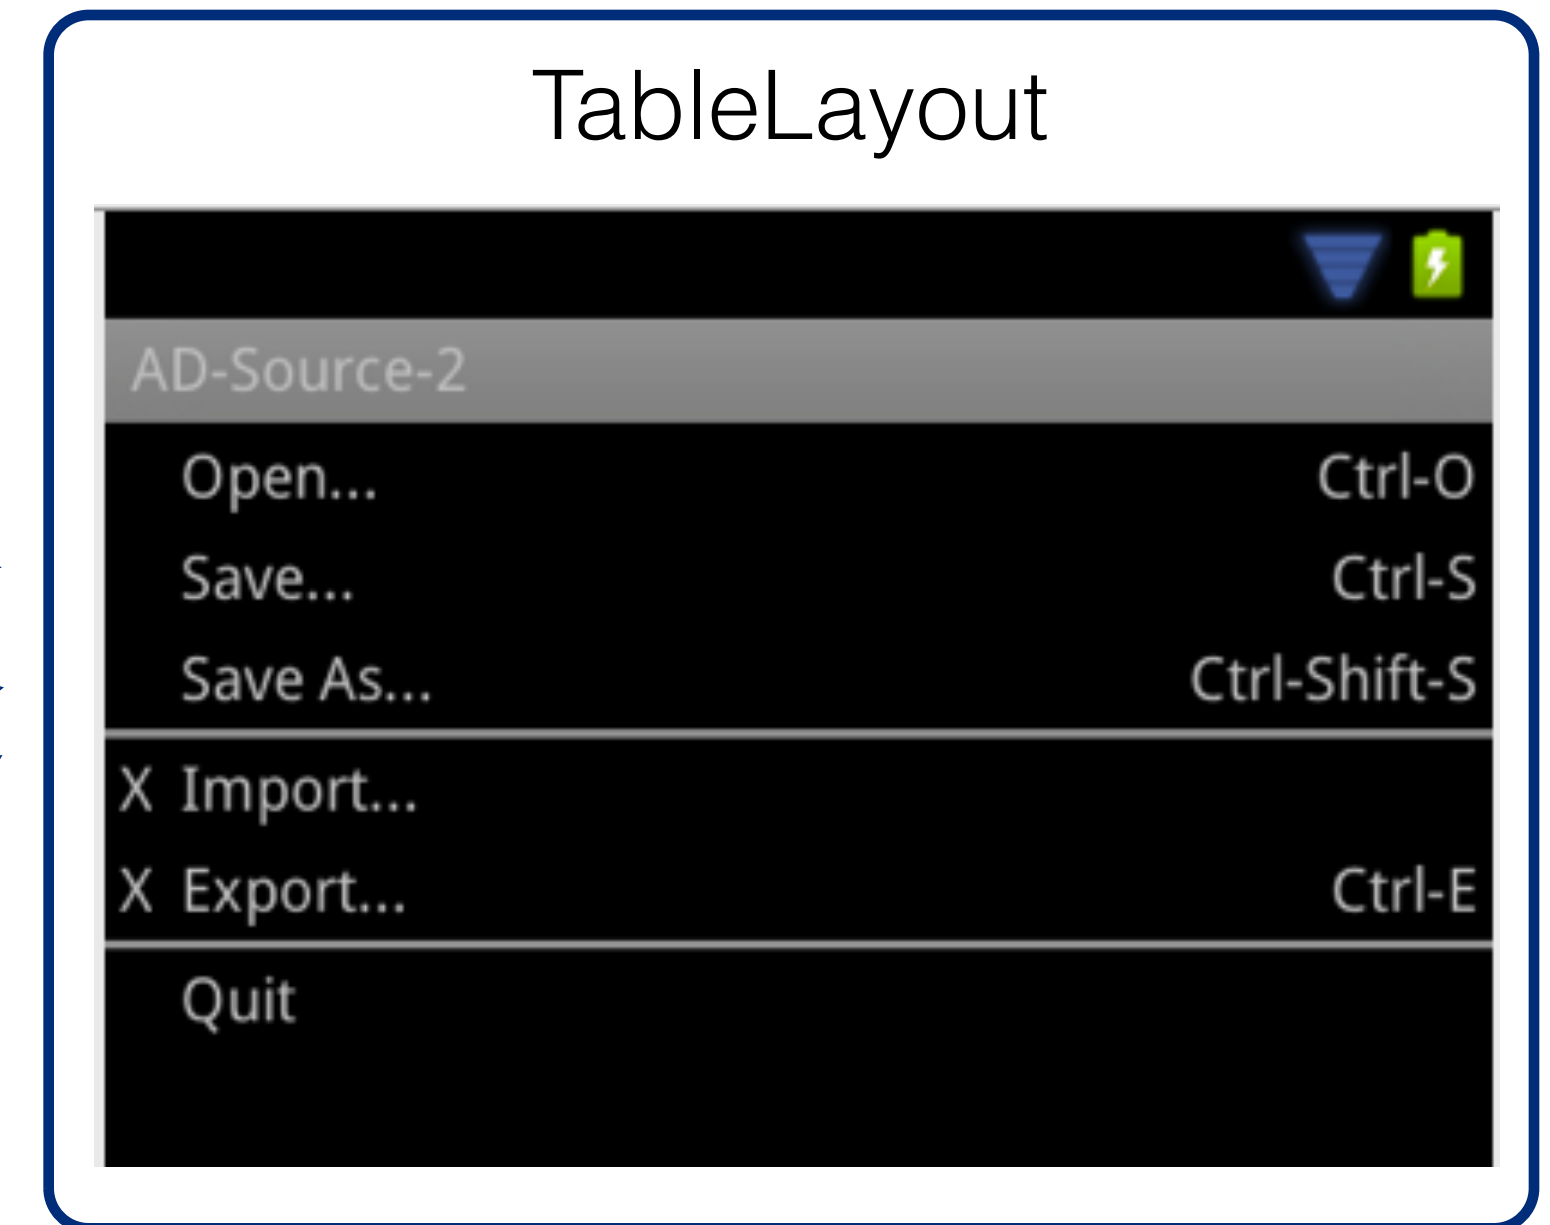 TableLayout
AD-Source-2
Open... Ctrl-O
Save... Ctrl-S
Save As... Ctrl-Shift-S
X Import...
X Export... Ctrl-E
Quit